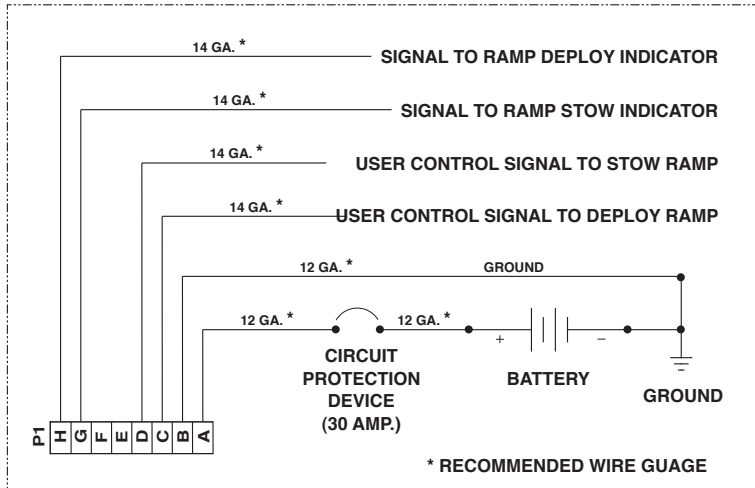 14 GA. * SIGNAL TO RAMP DEPLOY INDICATOR
14 GA. * SIGNAL TO RAMP STOW INDICATOR
14 GA. * USER CONTROL SIGNAL TO STOW RAMP
14 GA. * USER CONTROL SIGNAL TO DEPLOY RAMP
12 GA. * GROUND
12 GA. * 12 GA. * + −
CIRCUIT
PROTECTION
DEVICE
(30 AMP.)
BATTERY
GROUND
P1 H G F E D C B A
* RECOMMENDED WIRE GUAGE